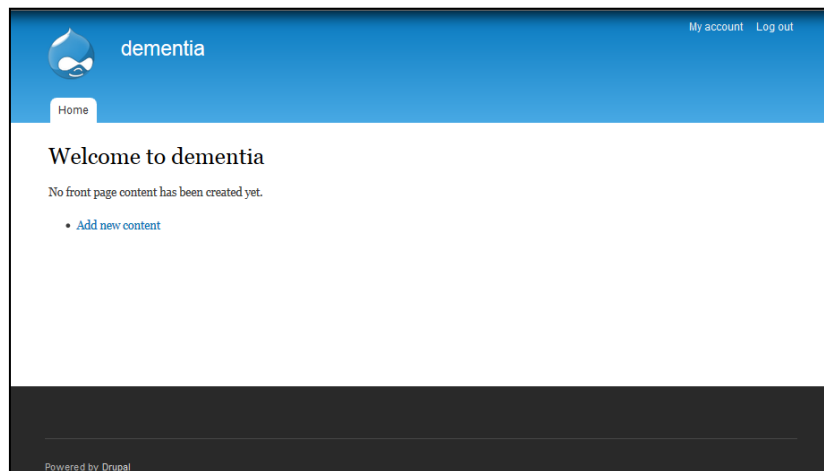 My account Log out
dementia
Home
Welcome to dementia
No front page content has been created yet.
Add new content
Powered by Drupal